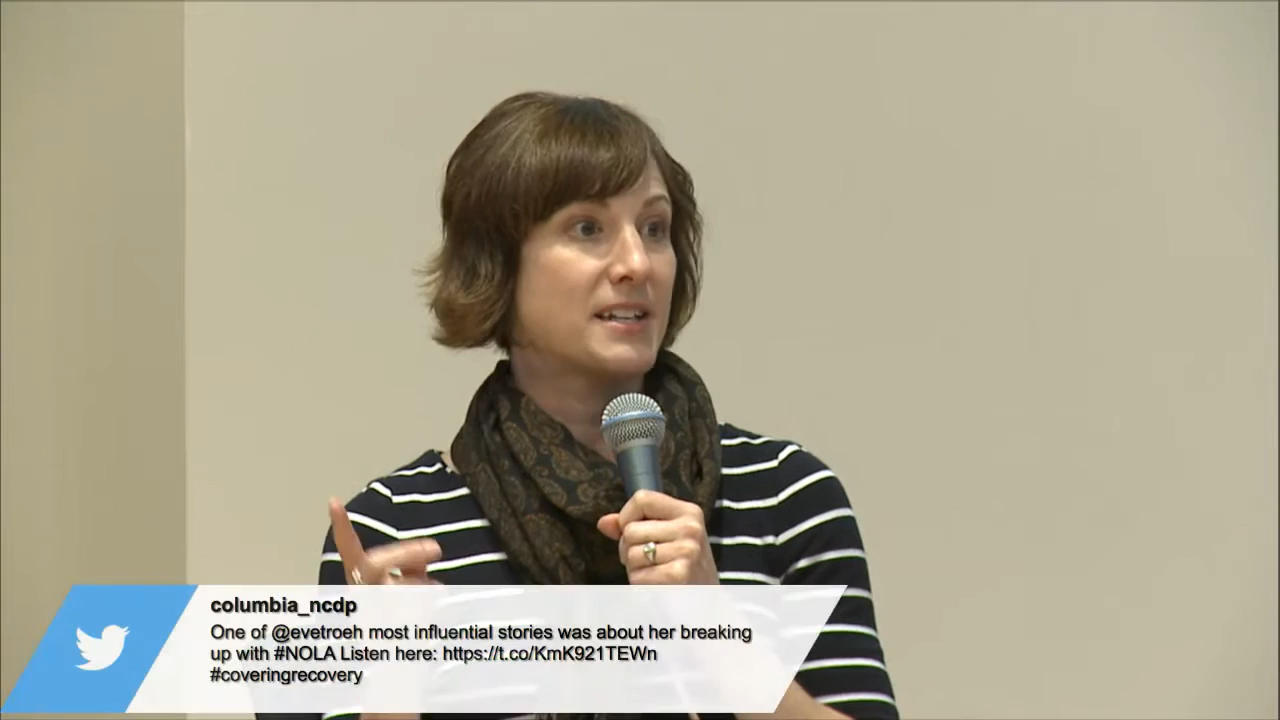 columbia_ncdp
One of @evetroeh most influential stories was about her breaking
up with #NOLA Listen here: https://t.co/KmK921TEWn
#coveringrecovery